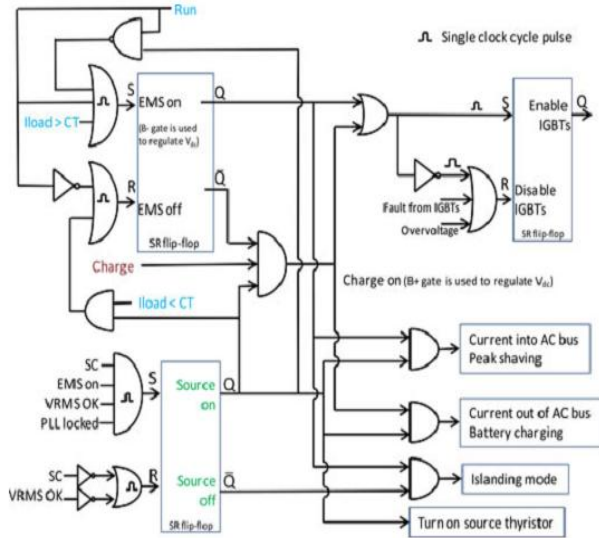 Run
Single clock cycle pulse
S
EMS on
Q
Iload > CT
(B- gate is used
to regulate Vdc)
S
Enable
IGBTs
Q
R
EMS off
Q̄
SR flip-flop
Fault from IGBTs
Overvoltage
R
Disable
IGBTs
SR flip-flop
Charge
Charge on (B+ gate is used to regulate Vdc)
Iload < CT
Current into AC bus
Peak shaving
SC
EMS on
VRMS OK
PLL locked
S
Source
on
Q
Current out of AC bus
Battery charging
SC
VRMS OK
R
Source
off
Q̄
SR flip-flop
Islanding mode
Turn on source thyristor